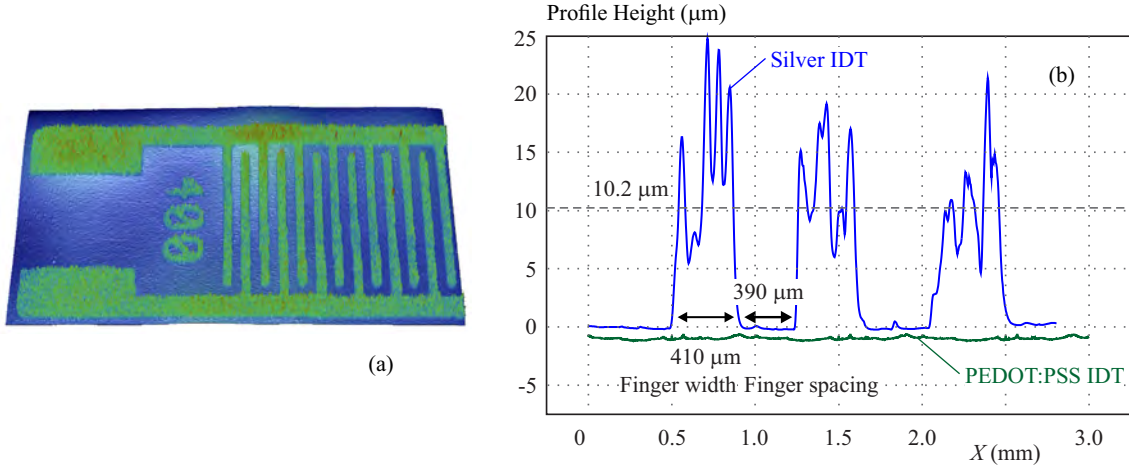 400
(a)
Profile Height (μm)
25
20
15
10
5
0
-5
Silver IDT
(b)
10.2 μm
390 μm
410 μm
Finger width Finger spacing
PEDOT:PSS IDT
0 0.5 1.0 1.5 2.0 3.0
X (mm)